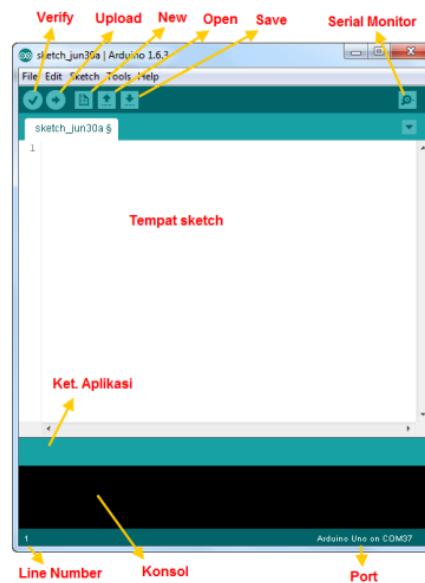 Verify Upload New Open Save Serial Monitor
sketch_jun30a | Arduino 1.6.3
File Edit Sketch Tools Help
sketch_jun30a §
1
Tempat sketch
Ket. Aplikasi
1 Arduino Uno on COM37
Line Number Konsol Port